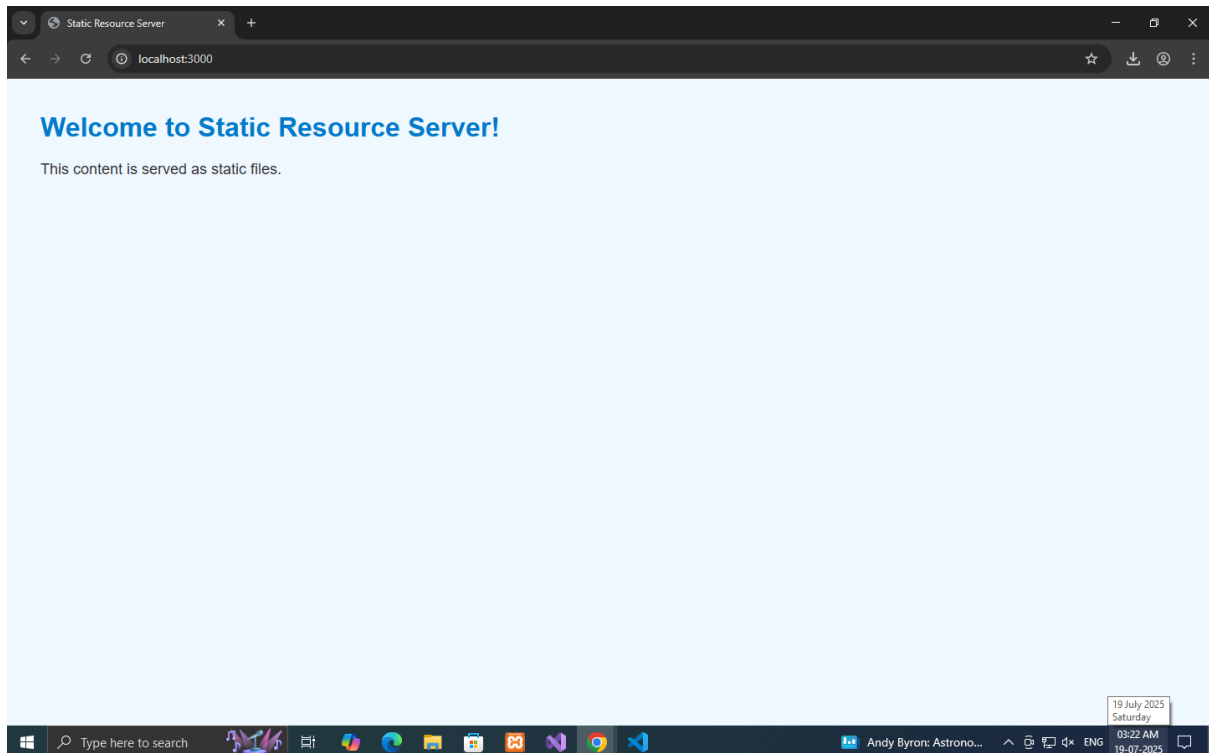 Static Resource Server
localhost:3000
Welcome to Static Resource Server!
This content is served as static files.
19 July 2025
Saturday
Type here to search
Andy Byron: Astrono...
ENG
03:22 AM
19-07-2025